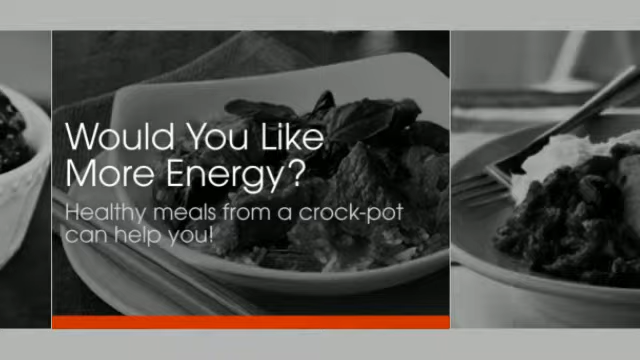 Would You Like
More Energy?
Healthy meals from a crock-pot
can help you!